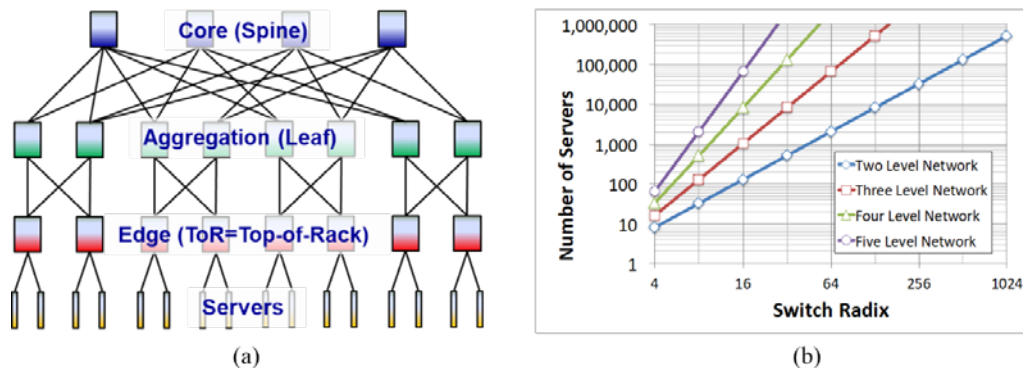 Core (Spine)
Aggregation (Leaf)
Edge (ToR=Top-of-Rack)
Servers
(a)
Number of Servers
1,000,000
100,000
10,000
1,000
100
10
1
4
16
64
256
1024
Switch Radix
Two Level Network
Three Level Network
Four Level Network
Five Level Network
(b)